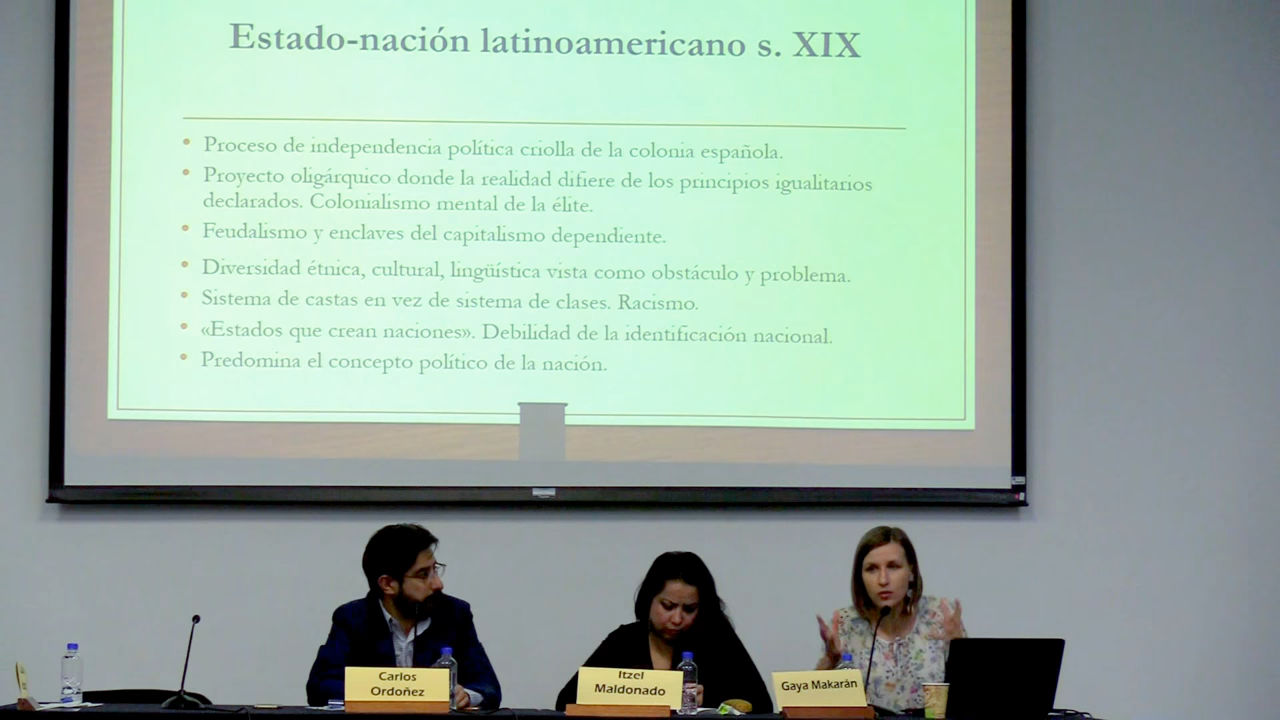 Estado-nación latinoamericano s. XIX
• Proceso de independencia política criolla de la colonia española.
• Proyecto oligárquico donde la realidad difiere de los principios igualitarios
declarados. Colonialismo mental de la élite.
• Feudalismo y enclaves del capitalismo dependiente.
• Diversidad étnica, cultural, lingüística vista como obstáculo y problema.
• Sistema de castas en vez de sistema de clases. Racismo.
• «Estados que crean naciones». Debilidad de la identificación nacional.
• Predomina el concepto político de la nación.
Carlos
Ordoñez
Itzel
Maldonado
Gaya Makarán